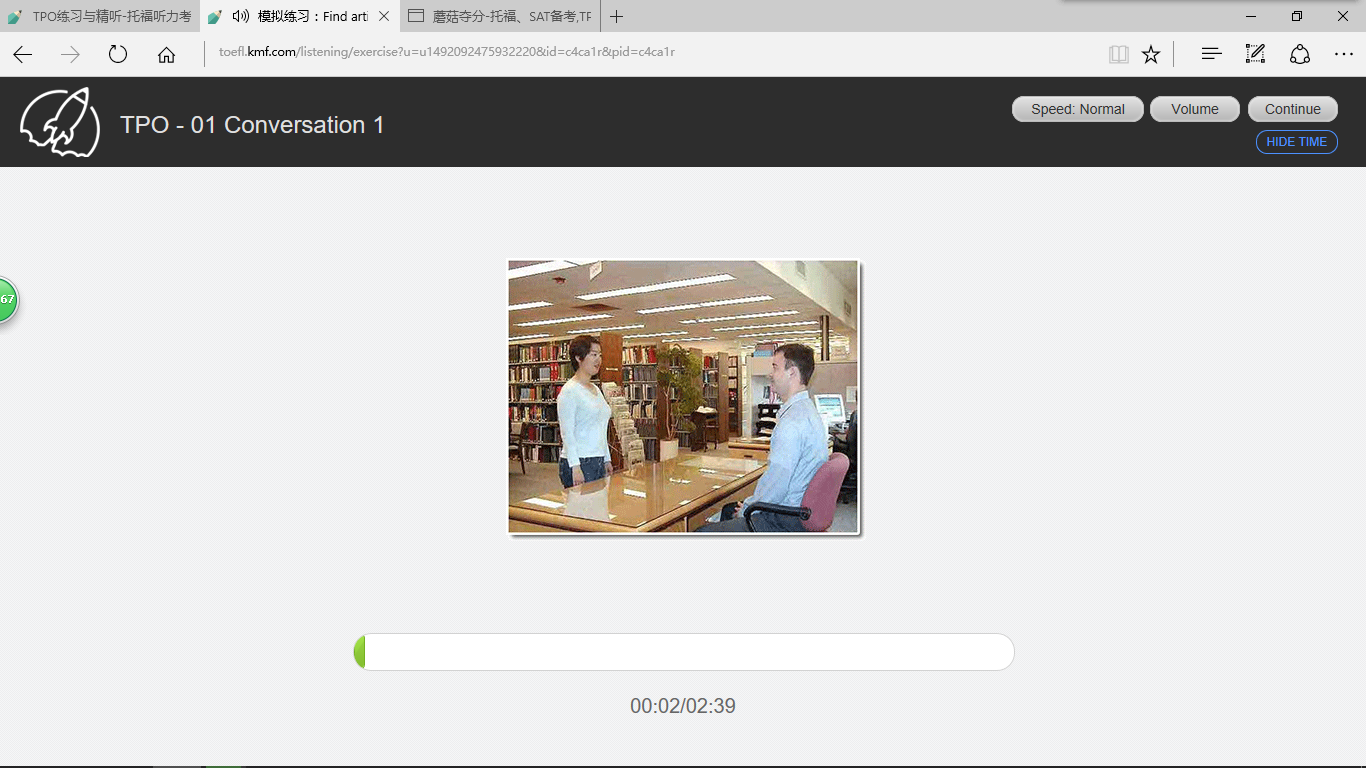 TPO练习与精听-托福听力考
模拟练习：Find arti
蘑菇夺分-托福、SAT备考,TF
toefl.kmf.com/listening/exercise?u=u1492092475932220&id=c4ca1r&pid=c4ca1r
TPO - 01 Conversation 1
Speed: Normal
Volume
Continue
HIDE TIME
67
00:02/02:39